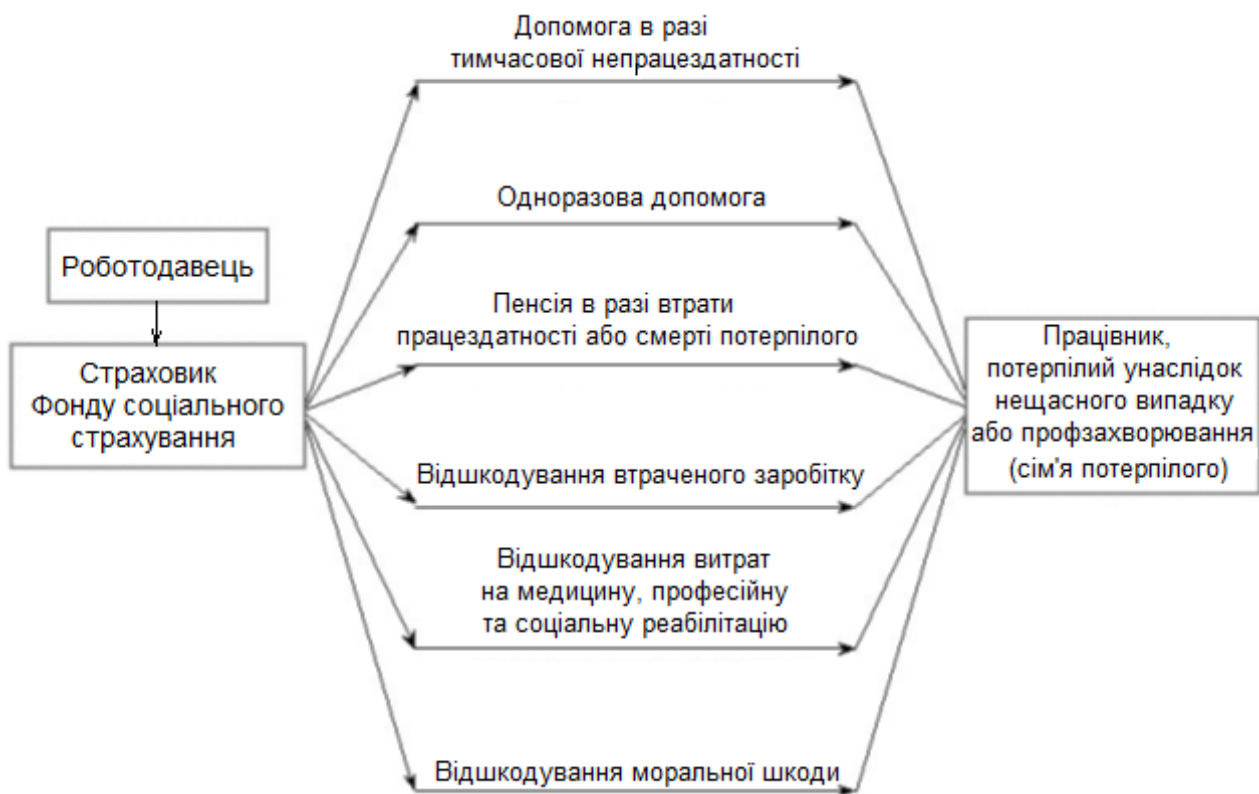 Допомога в разі
тимчасової непрацездатності
Одноразова допомога
Роботодавець
Пенсія в разі втрати
працездатності або смерті потерпілого
Страховик
Фонду соціального
страхування
Працівник,
потерпілий унаслідок
нещасного випадку
або профзахворювання
(сім'я потерпілого)
Відшкодування втраченого заробітку
Відшкодування витрат
на медицину, професійну
та соціальну реабілітацію
Відшкодування моральної шкоди